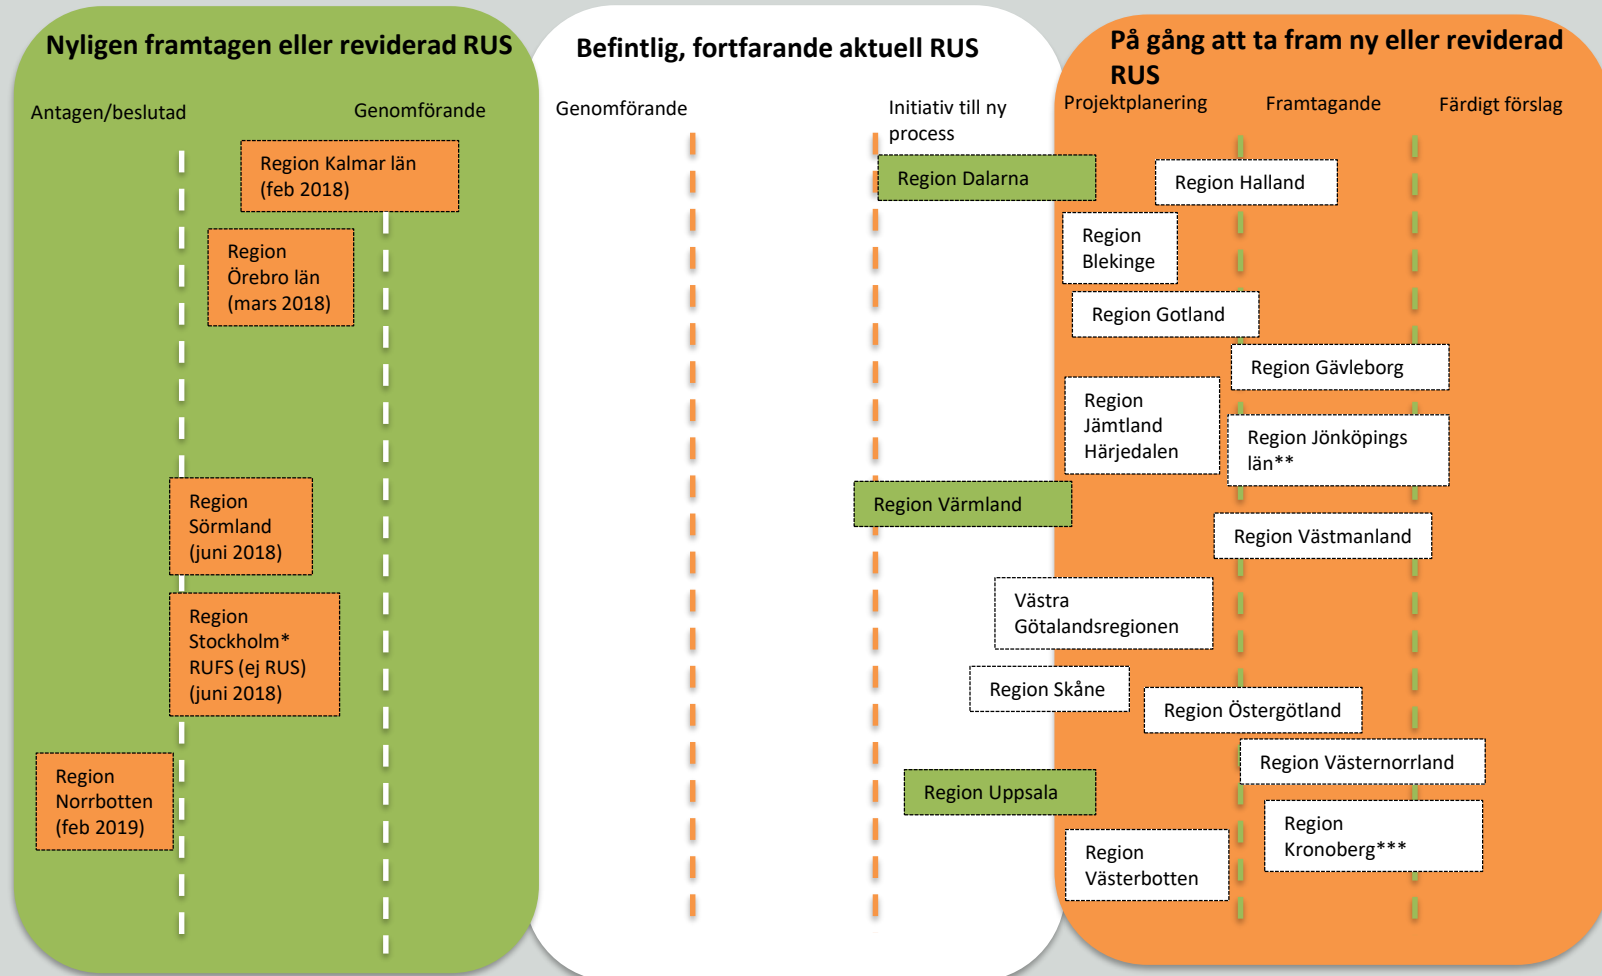 Nyligen framtagen eller reviderad RUS
Antagen/beslutad
Genomförande
Region Kalmar län
(feb 2018)
Region
Örebro län
(mars 2018)
Region
Sörmland
(juni 2018)
Region
Stockholm*
RUFS (ej RUS)
(juni 2018)
Region
Norrbotten
(feb 2019)
Befintlig, fortfarande aktuell RUS
Genomförande
Initiativ till ny
process
Region Dalarna
Region Värmland
Västra
Götalandsregionen
Region Skåne
Region Uppsala
På gång att ta fram ny eller reviderad
RUS
Projektplanering
Framtagande
Färdigt förslag
Region Halland
Region
Blekinge
Region Gotland
Region Gävleborg
Region
Jämtland
Härjedalen
Region Jönköpings
län**
Region Västmanland
Region Östergötland
Region Västernorrland
Region
Kronoberg***
Region
Västerbotten